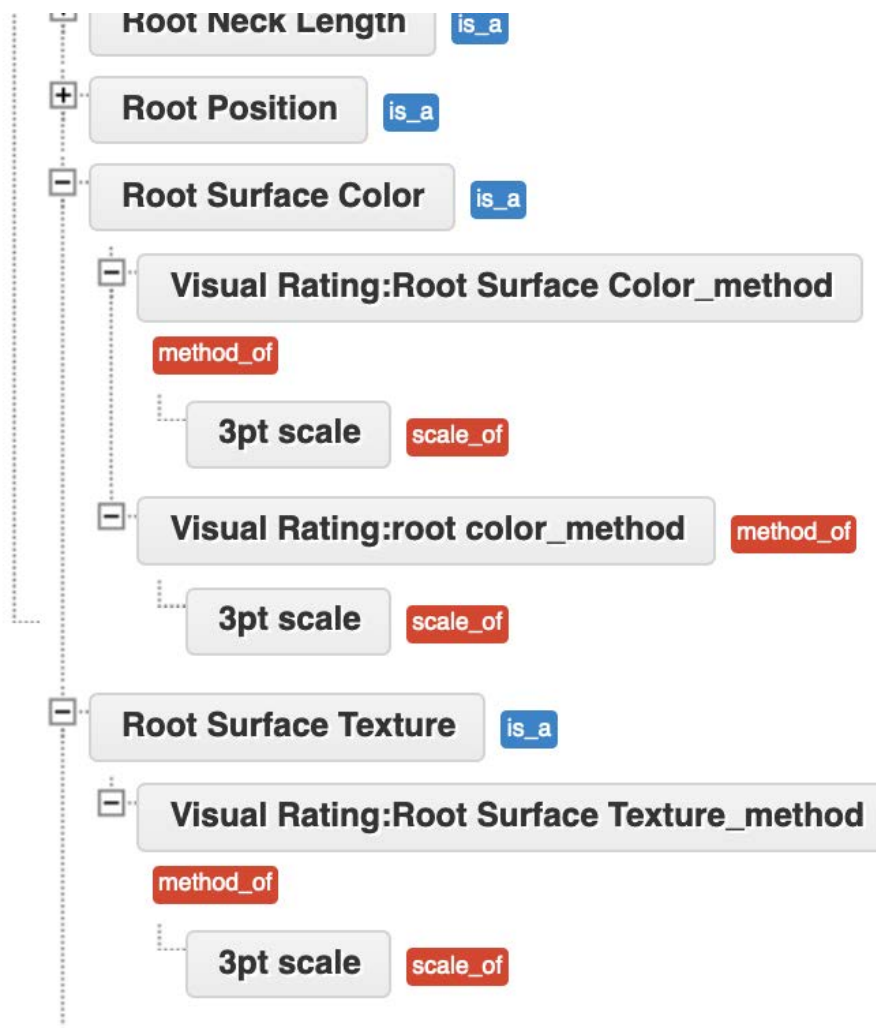 Root Neck Length is_a
Root Position is_a
Root Surface Color is_a
Visual Rating:Root Surface Color_method
method_of
3pt scale scale_of
Visual Rating:root color_method method_of
3pt scale scale_of
Root Surface Texture is_a
Visual Rating:Root Surface Texture_method
method_of
3pt scale scale_of